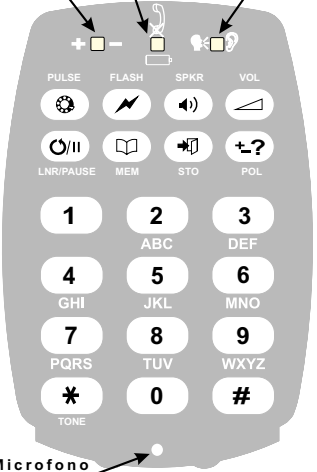 + -
PULSE FLASH SPKR VOL
+-?
LNR/PAUSE MEM STO POL
1 2 3
ABC DEF
4 5 6
GHI JKL MNO
7 8 9
PQRS TUV WXYZ
* 0 #
TONE
Microfono